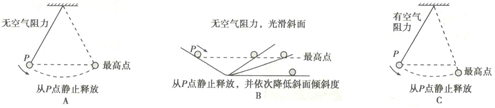 无空气阻力
P
最高点
从P点静止释放
A
无空气阻力，光滑斜面
P
最高点
从P点静止释放，并依次降低斜面倾斜度
B
有空气
阻力
P
最高点
从P点静止释放
C